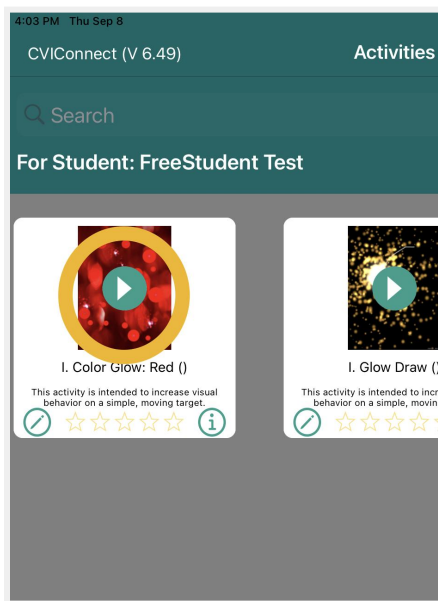 4:03 PM Thu Sep 8
CVIConnect (V 6.49)
Activities
Search
For Student: FreeStudent Test
I. Color Glow: Red ()
This activity is intended to increase visual
behavior on a simple, moving target.
i
I. Glow Draw ()
This activity is intended to incr
behavior on a simple, movin